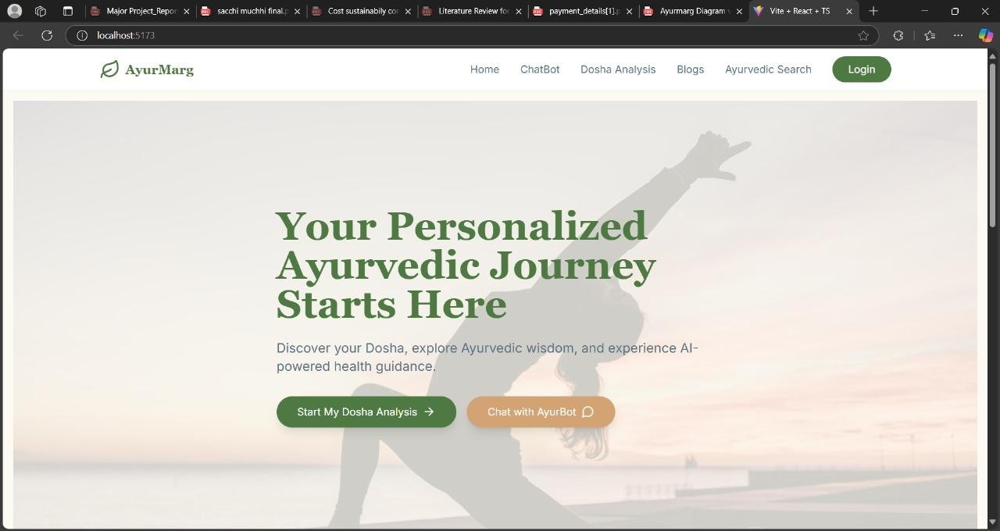 Major Project_Repor
sacchi muchhi final.p
Cost sustainabily cor
Literature Review for
payment_details[1].p
Ayurmarg Diagram
Vite + React + TS
localhost:5173
AyurMarg
Home
ChatBot
Dosha Analysis
Blogs
Ayurvedic Search
Login
Your Personalized
Ayurvedic Journey
Starts Here
Discover your Dosha, explore Ayurvedic wisdom, and experience AI-
powered health guidance.
Start My Dosha Analysis
Chat with AyurBot